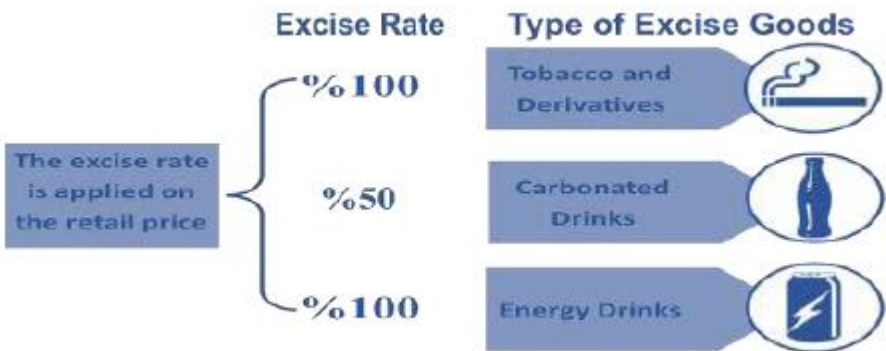 Excise Rate
Type of Excise Goods
%100
Tobacco and
Derivatives
The excise rate
is applied on
the retail price
%50
Carbonated
Drinks
%100
Energy Drinks